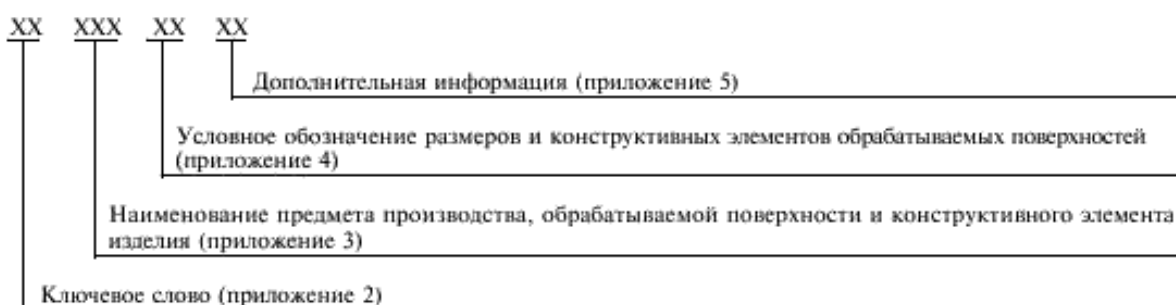 XX XXX XX XX
Дополнительная информация (приложение 5)
Условное обозначение размеров и конструктивных элементов обрабатываемых поверхностей
(приложение 4)
Наименование предмета производства, обрабатываемой поверхности и конструктивного элемента
изделия (приложение 3)
Ключевое слово (приложение 2)